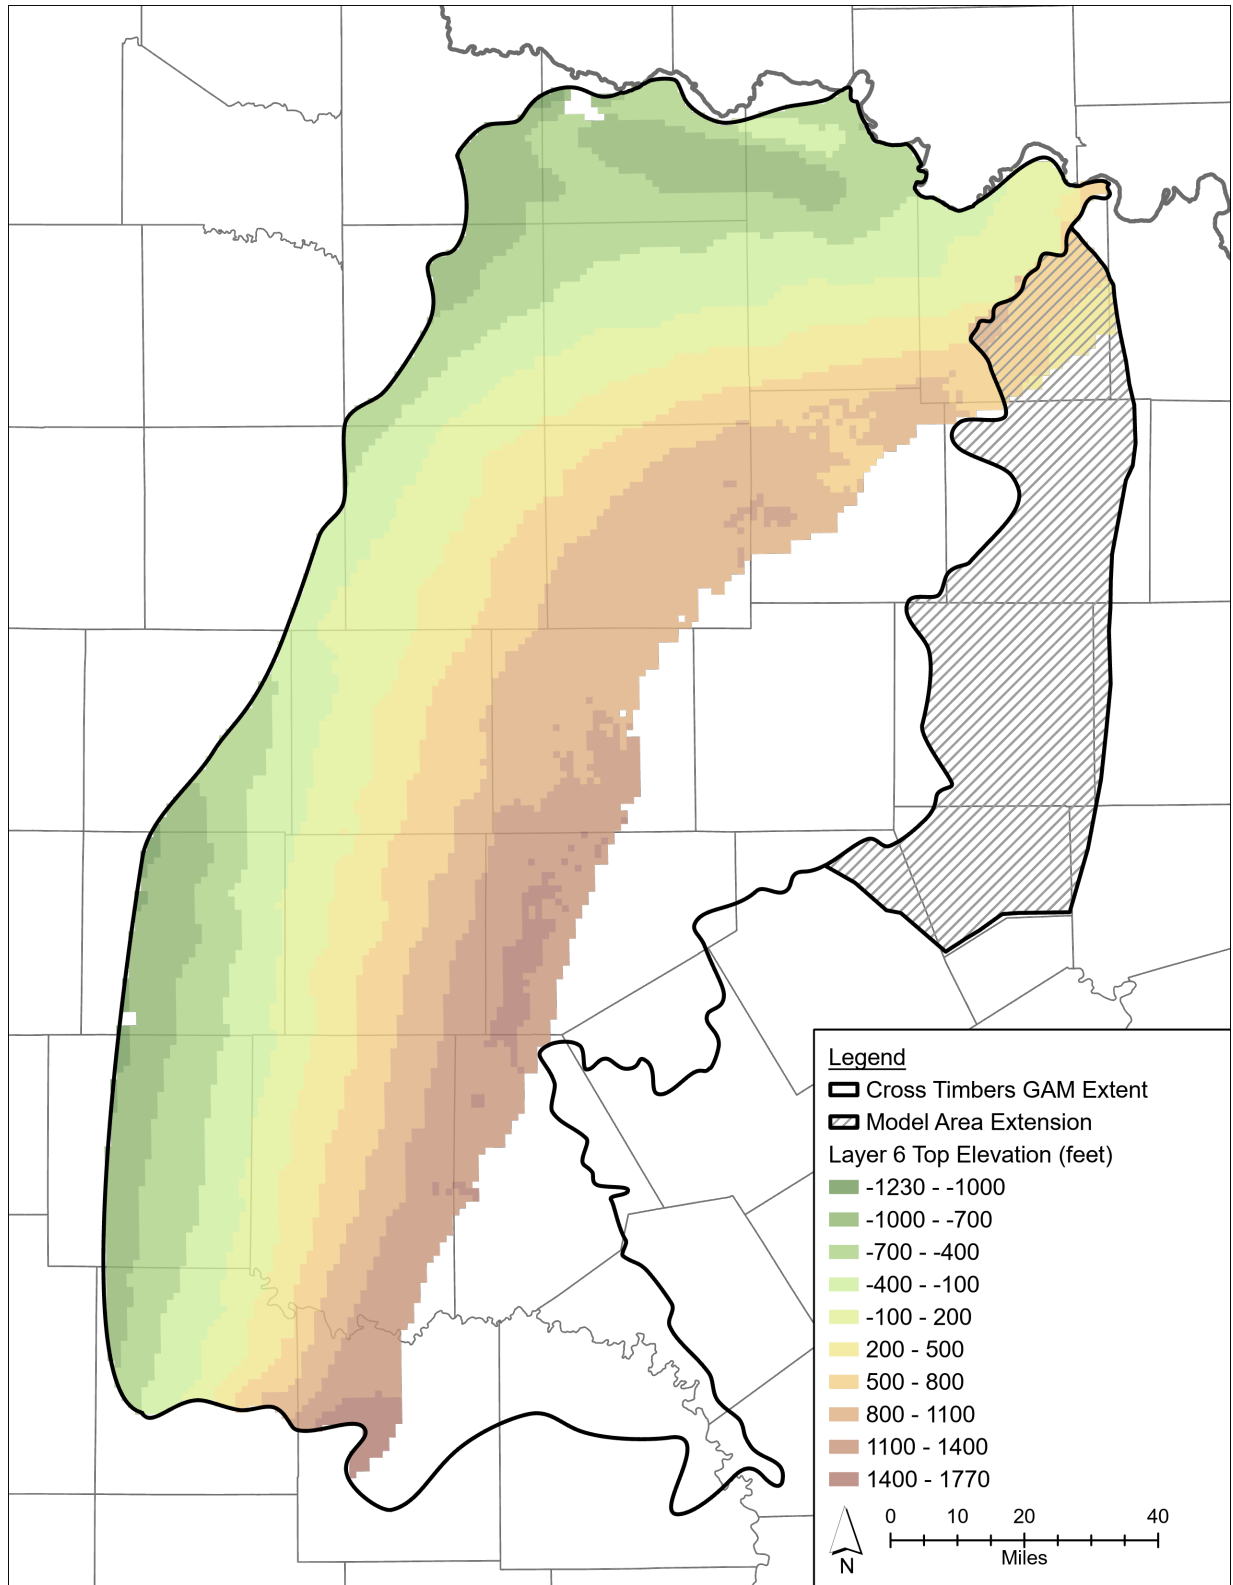 Legend
Cross Timbers GAM Extent
Model Area Extension
Layer 6 Top Elevation (feet)
-1230 - -1000
-1000 - -700
-700 - -400
-400 - -100
-100 - 200
200 - 500
500 - 800
800 - 1100
1100 - 1400
1400 - 1770
0 10 20 40
Miles
N